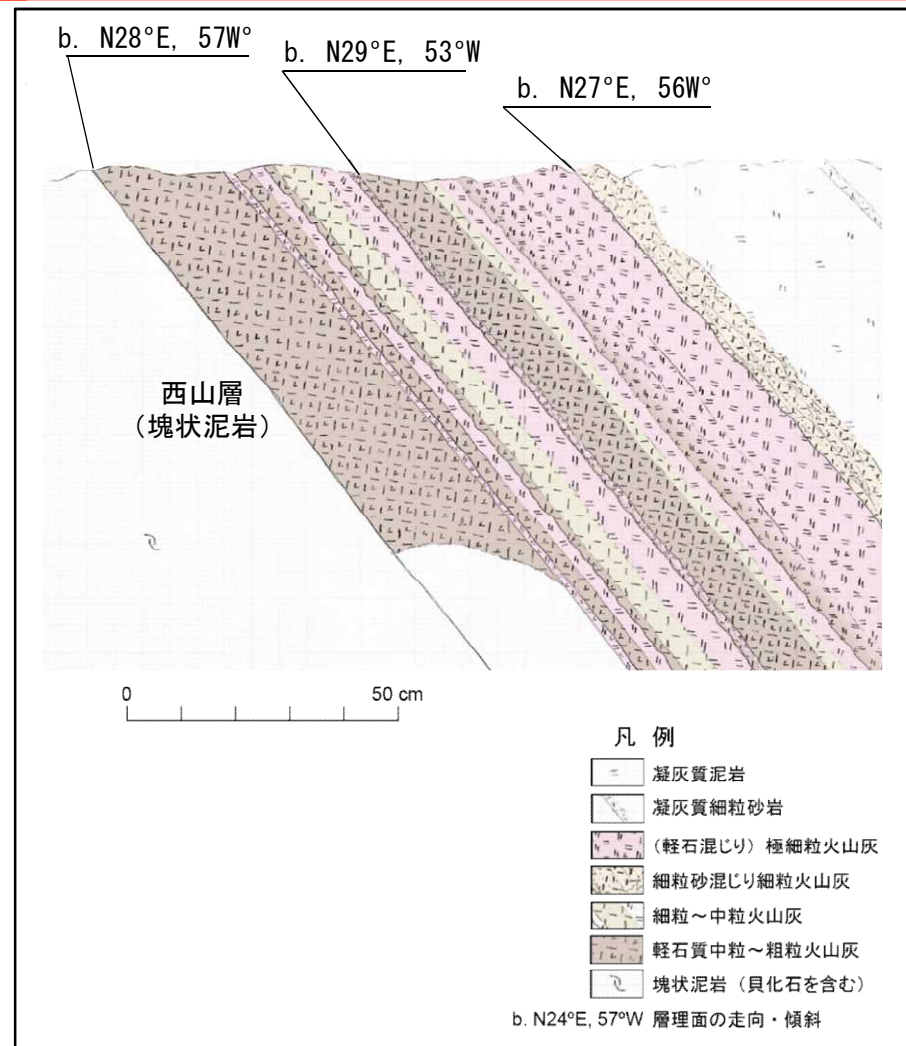 b. N28°E, 57W°
b. N29°E, 53°W
b. N27°E, 56W°
西山層
（塊状泥岩）
0 50 cm
凡 例
凝灰質泥岩
凝灰質細粒砂岩
（軽石混じり）極細粒火山灰
細粒砂混じり細粒火山灰
細粒～中粒火山灰
軽石質中粒～粗粒火山灰
塊状泥岩（貝化石を含む）
b. N24°E, 57°W 層理面の走向・傾斜